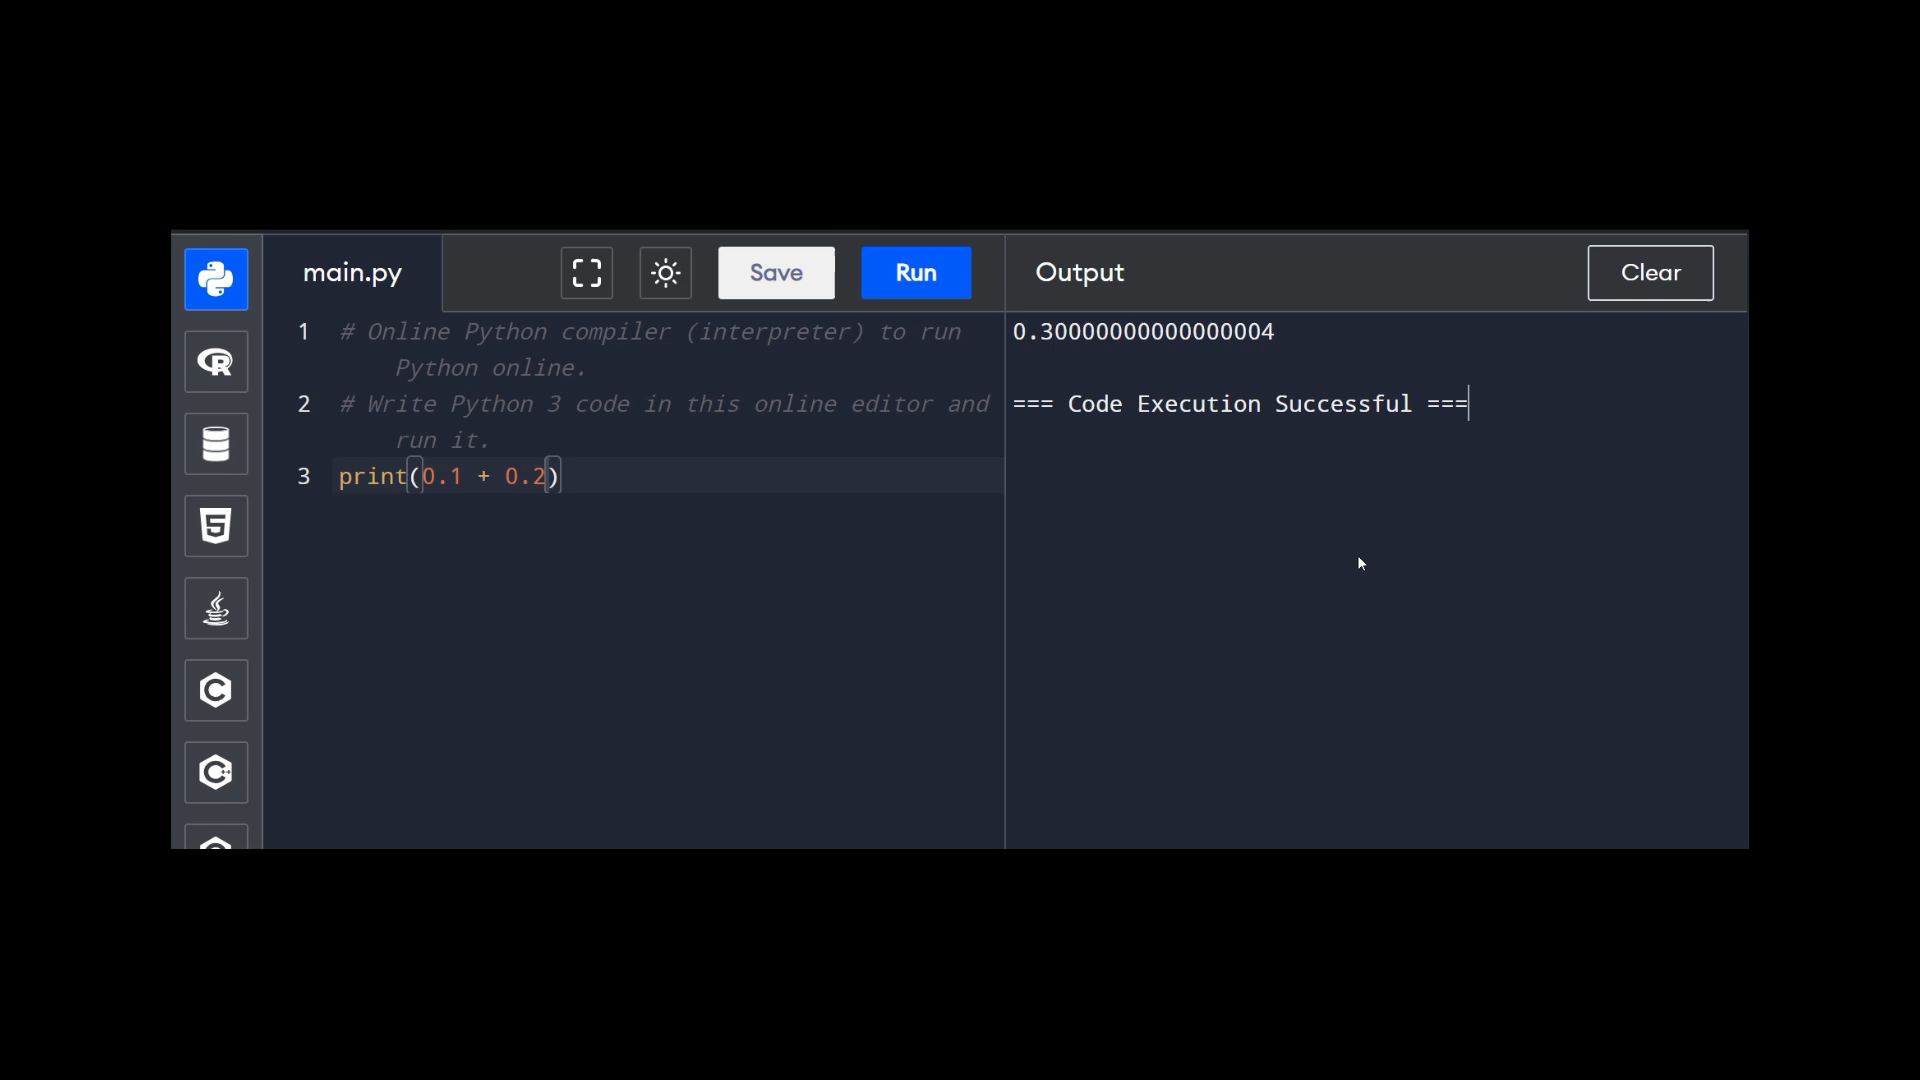 main.py
Save
Run
Output
Clear
1 # Online Python compiler (interpreter) to run
Python online.
2 # Write Python 3 code in this online editor and
run it.
3 print(0.1 + 0.2)
0.30000000000000004
=== Code Execution Successful ===